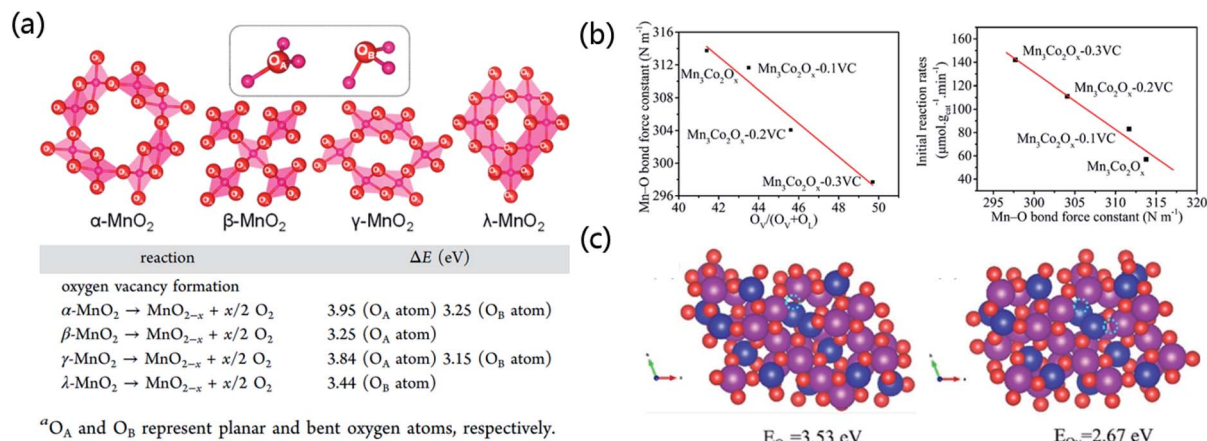 (a)
O_A
O_B
α-MnO₂
β-MnO₂
γ-MnO₂
λ-MnO₂
reaction ΔE (eV)
oxygen vacancy formation
α-MnO₂ → MnO₂₋ₓ + x/2 O₂ 3.95 (O_A atom) 3.25 (O_B atom)
β-MnO₂ → MnO₂₋ₓ + x/2 O₂ 3.25 (O_A atom)
γ-MnO₂ → MnO₂₋ₓ + x/2 O₂ 3.84 (O_A atom) 3.15 (O_B atom)
λ-MnO₂ → MnO₂₋ₓ + x/2 O₂ 3.44 (O_B atom)
ᵃO_A and O_B represent planar and bent oxygen atoms, respectively.
(b)
Mn–O bond force constant (N m⁻¹)
316
312
308
304
300
296
Mn₃Co₂Oₓ
Mn₃Co₂Oₓ-0.1VC
Mn₃Co₂Oₓ-0.2VC
Mn₃Co₂Oₓ-0.3VC
40 42 44 46 48 50
O_V/(O_V+O_L)
Initial reaction rates
(μmol.g_cat⁻¹.min⁻¹)
160
140
120
100
80
60
40
Mn₃Co₂Oₓ-0.3VC
Mn₃Co₂Oₓ-0.2VC
Mn₃Co₂Oₓ-0.1VC
Mn₃Co₂Oₓ
295 300 305 310 315
Mn–O bond force constant (N m⁻¹)
(c)
=3.53 eV
=2.67 eV